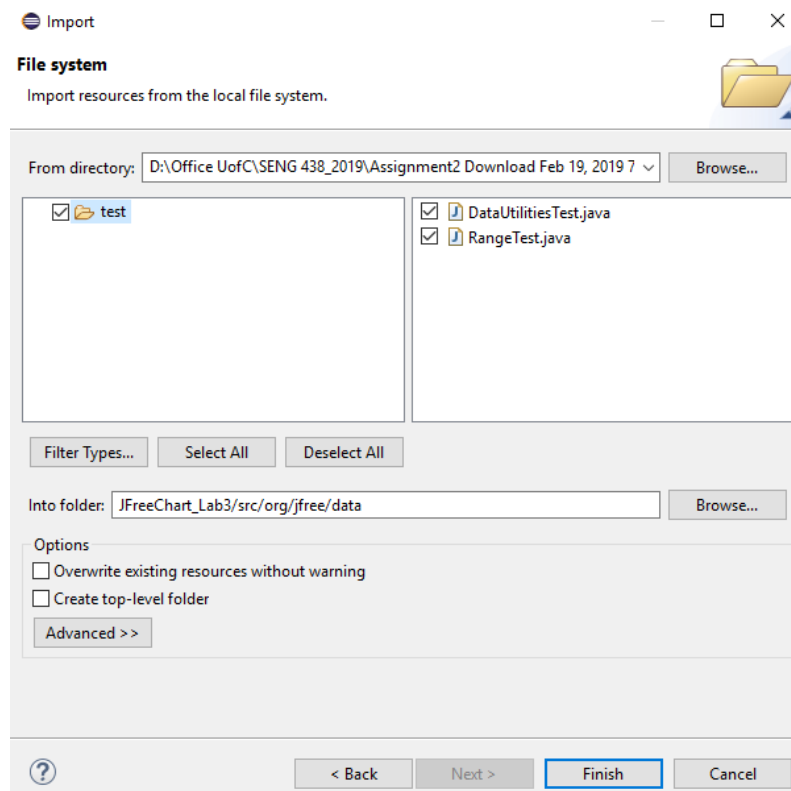 Import
File system
Import resources from the local file system.
From directory: D:\Office UofC\SENG 438_2019\Assignment2 Download Feb 19, 2019 7 Browse...
test
DataUtilitiesTest.java
RangeTest.java
Filter Types... Select All Deselect All
Into folder: JFreeChart_Lab3/src/org/jfree/data Browse...
Options
Overwrite existing resources without warning
Create top-level folder
Advanced >>
? < Back Next > Finish Cancel